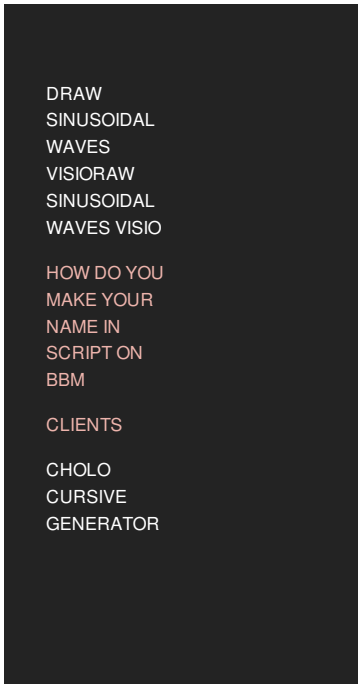 DRAW
SINUSOIDAL
WAVES
VISIORAW
SINUSOIDAL
WAVES VISIO
HOW DO YOU
MAKE YOUR
NAME IN
SCRIPT ON
BBM
CLIENTS
CHOLO
CURSIVE
GENERATOR